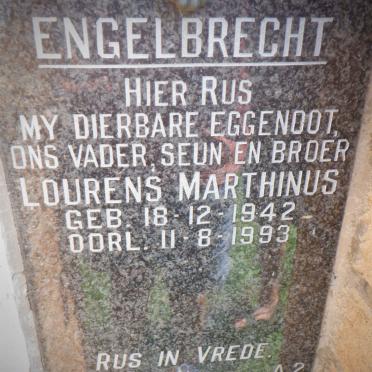 ENGELBRECHT
HIER RUS
MY DIERBARE EGGENOOT,
ONS VADER, SEUN EN BROER
LOURENS MARTHINUS
GEB. 18-12-1942
OORL. 11-8-1993
RUS IN VREDE.